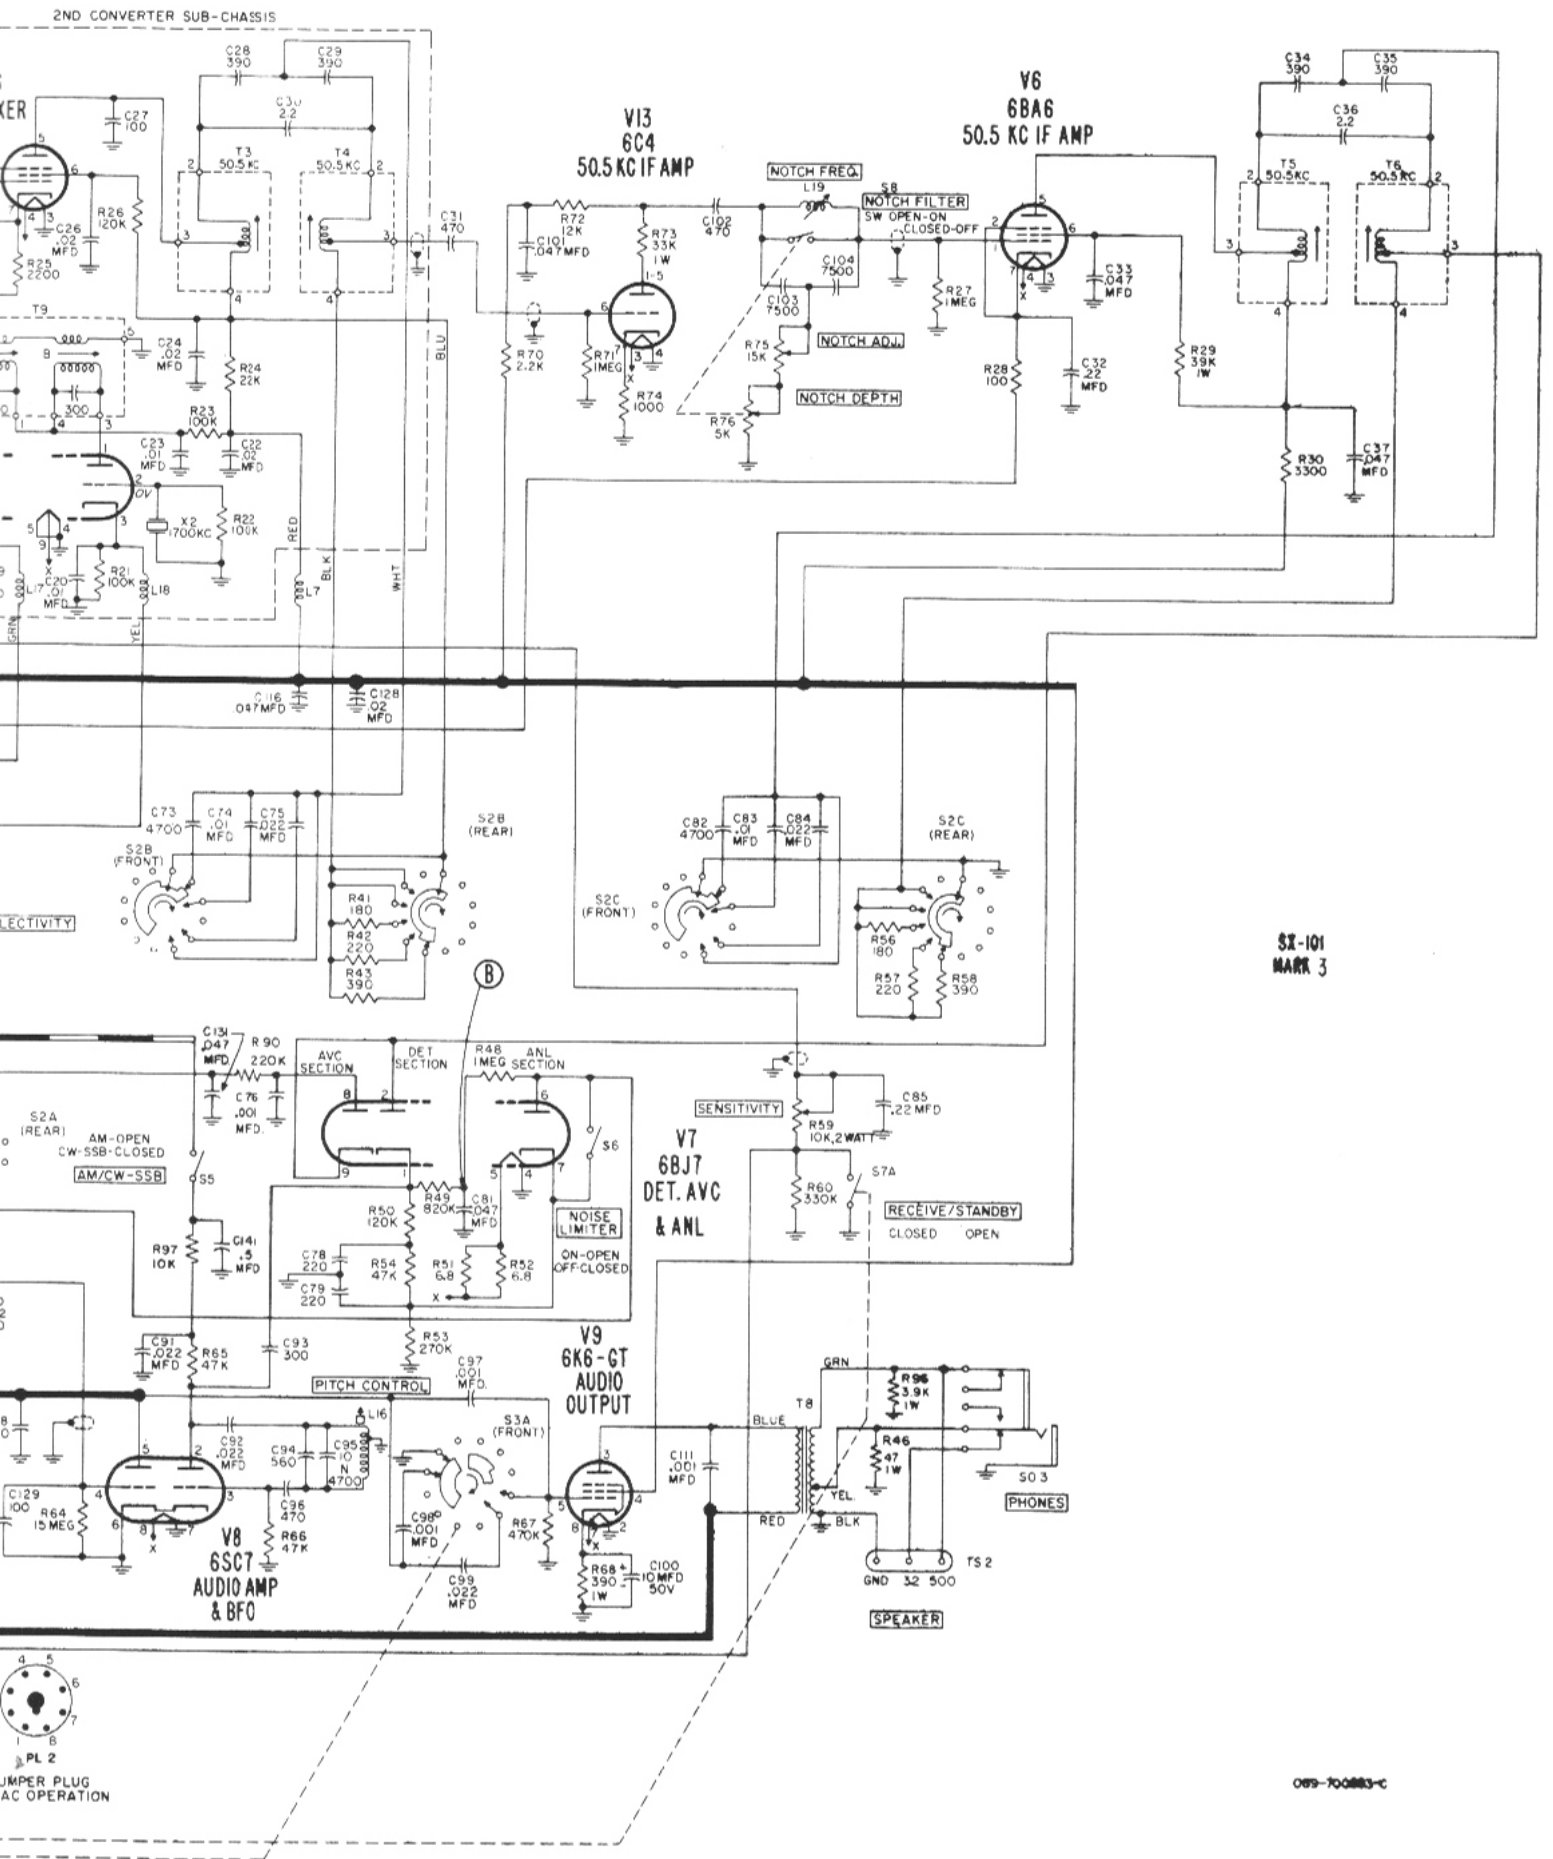 2ND CONVERTER SUB-CHASSIS
C28
390
C29
390
C30
2.2
C27
100
T3
50.5KC
T4
50.5KC
C26
.02
MFD
R26
120K
R25
2200
C31
470
T9
C24
.02
MFD
R24
22K
R23
100K
C23
.01
MFD
C22
.02
MFD
300
0V
X2
1700KC
R22
100K
C20
.01
MFD
R21
100K
L17
L18
L7
GRN
YEL
RED
BLK
WHT
BLU
V13
6C4
50.5KC IF AMP
C101
.047MFD
R72
12K
R73
33K
1W
C102
470
R70
2.2K
R71
1MEG
R74
1000
NOTCH FREQ.
L19
S8
NOTCH FILTER
SW OPEN-ON
CLOSED-OFF
C104
7500
C103
7500
R75
15K
NOTCH ADJ.
R76
5K
NOTCH DEPTH
R27
1MEG
V6
6BA6
50.5 KC IF AMP
C33
.047
MFD
R28
100
C32
.22
MFD
R29
39K
1W
C34
390
C35
390
C36
2.2
T5
50.5KC
T6
50.5KC
R30
3300
C37
.047
MFD
C116
.047MFD
C128
.02
MFD
C73
4700
C74
.01
MFD
C75
.022
MFD
S2B
(FRONT)
S2B
(REAR)
R41
180
R42
220
R43
390
LECTIVITY
C82
4700
C83
.01
MFD
C84
.022
MFD
S2C
(FRONT)
S2C
(REAR)
R56
180
R57
220
R58
390
SX-101
MARK 3
B
C131
.047
MFD
R90
220K
C76
.001
MFD.
AVC
SECTION
DET
SECTION
R48
1MEG
ANL
SECTION
S2A
(REAR)
AM-OPEN
CW-SSB-CLOSED
AM/CW-SSB
S5
S6
V7
6BJ7
DET. AVC
& ANL
SENSITIVITY
R59
10K,2WATT
C85
.22MFD
R60
330K
S7A
RECEIVE/STANDBY
CLOSED OPEN
R49
820K
C81
.047
MFD
R50
120K
C78
220
C79
220
R54
47K
R51
6.8
R52
6.8
NOISE
LIMITER
ON-OPEN
OFF-CLOSED
R53
270K
R97
10K
C141
.5
MFD
C91
.022
MFD
R65
47K
C93
300
PITCH CONTROL
L16
C92
.022
MFD
C94
560
C95
10
N
4700
C96
470
R66
47K
C129
100
R64
15MEG
V8
6SC7
AUDIO AMP
& BFO
C97
.001
MFD.
S3A
(FRONT)
C98
.001
MFD
C99
.022
MFD
R67
470K
V9
6K6-GT
AUDIO
OUTPUT
R68
390
1W
C100
10MFD
50V
C111
.001
MFD
BLUE
RED
T8
GRN
YEL.
BLK
R96
3.9K
1W
R46
47
1W
SO3
PHONES
TS2
GND 32 500
SPEAKER
4 5
6
7
1 8
PL 2
UMPER PLUG
AC OPERATION